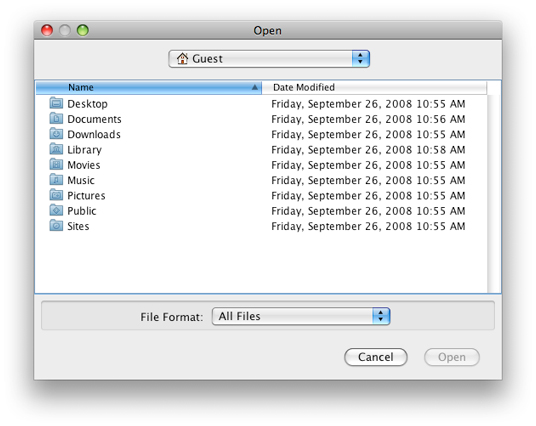 Open
Guest
Name Date Modified
Desktop Friday, September 26, 2008 10:55 AM
Documents Friday, September 26, 2008 10:56 AM
Downloads Friday, September 26, 2008 10:55 AM
Library Friday, September 26, 2008 10:58 AM
Movies Friday, September 26, 2008 10:55 AM
Music Friday, September 26, 2008 10:55 AM
Pictures Friday, September 26, 2008 10:55 AM
Public Friday, September 26, 2008 10:55 AM
Sites Friday, September 26, 2008 10:55 AM
File Format: All Files
Cancel Open